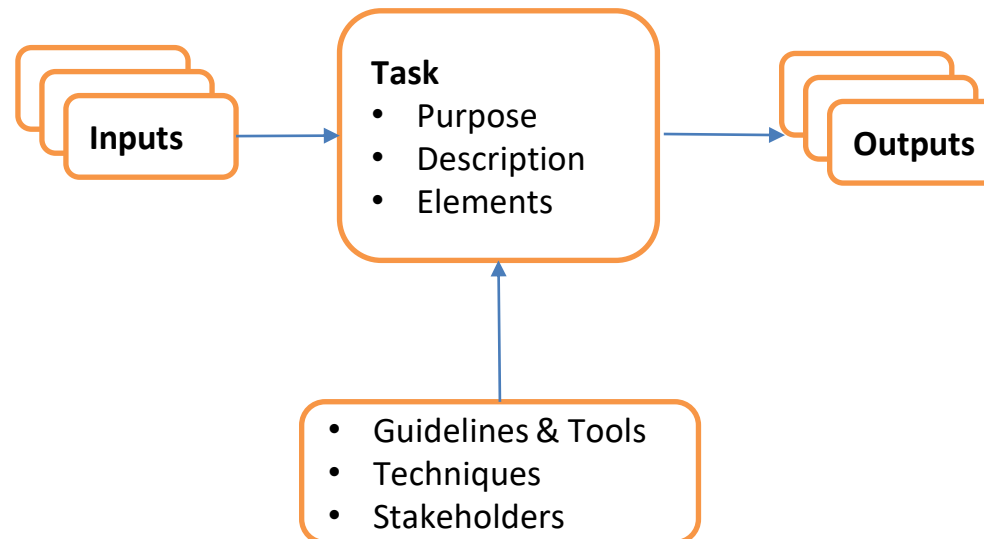 Inputs
Task
• Purpose
• Description
• Elements
Outputs
• Guidelines & Tools
• Techniques
• Stakeholders